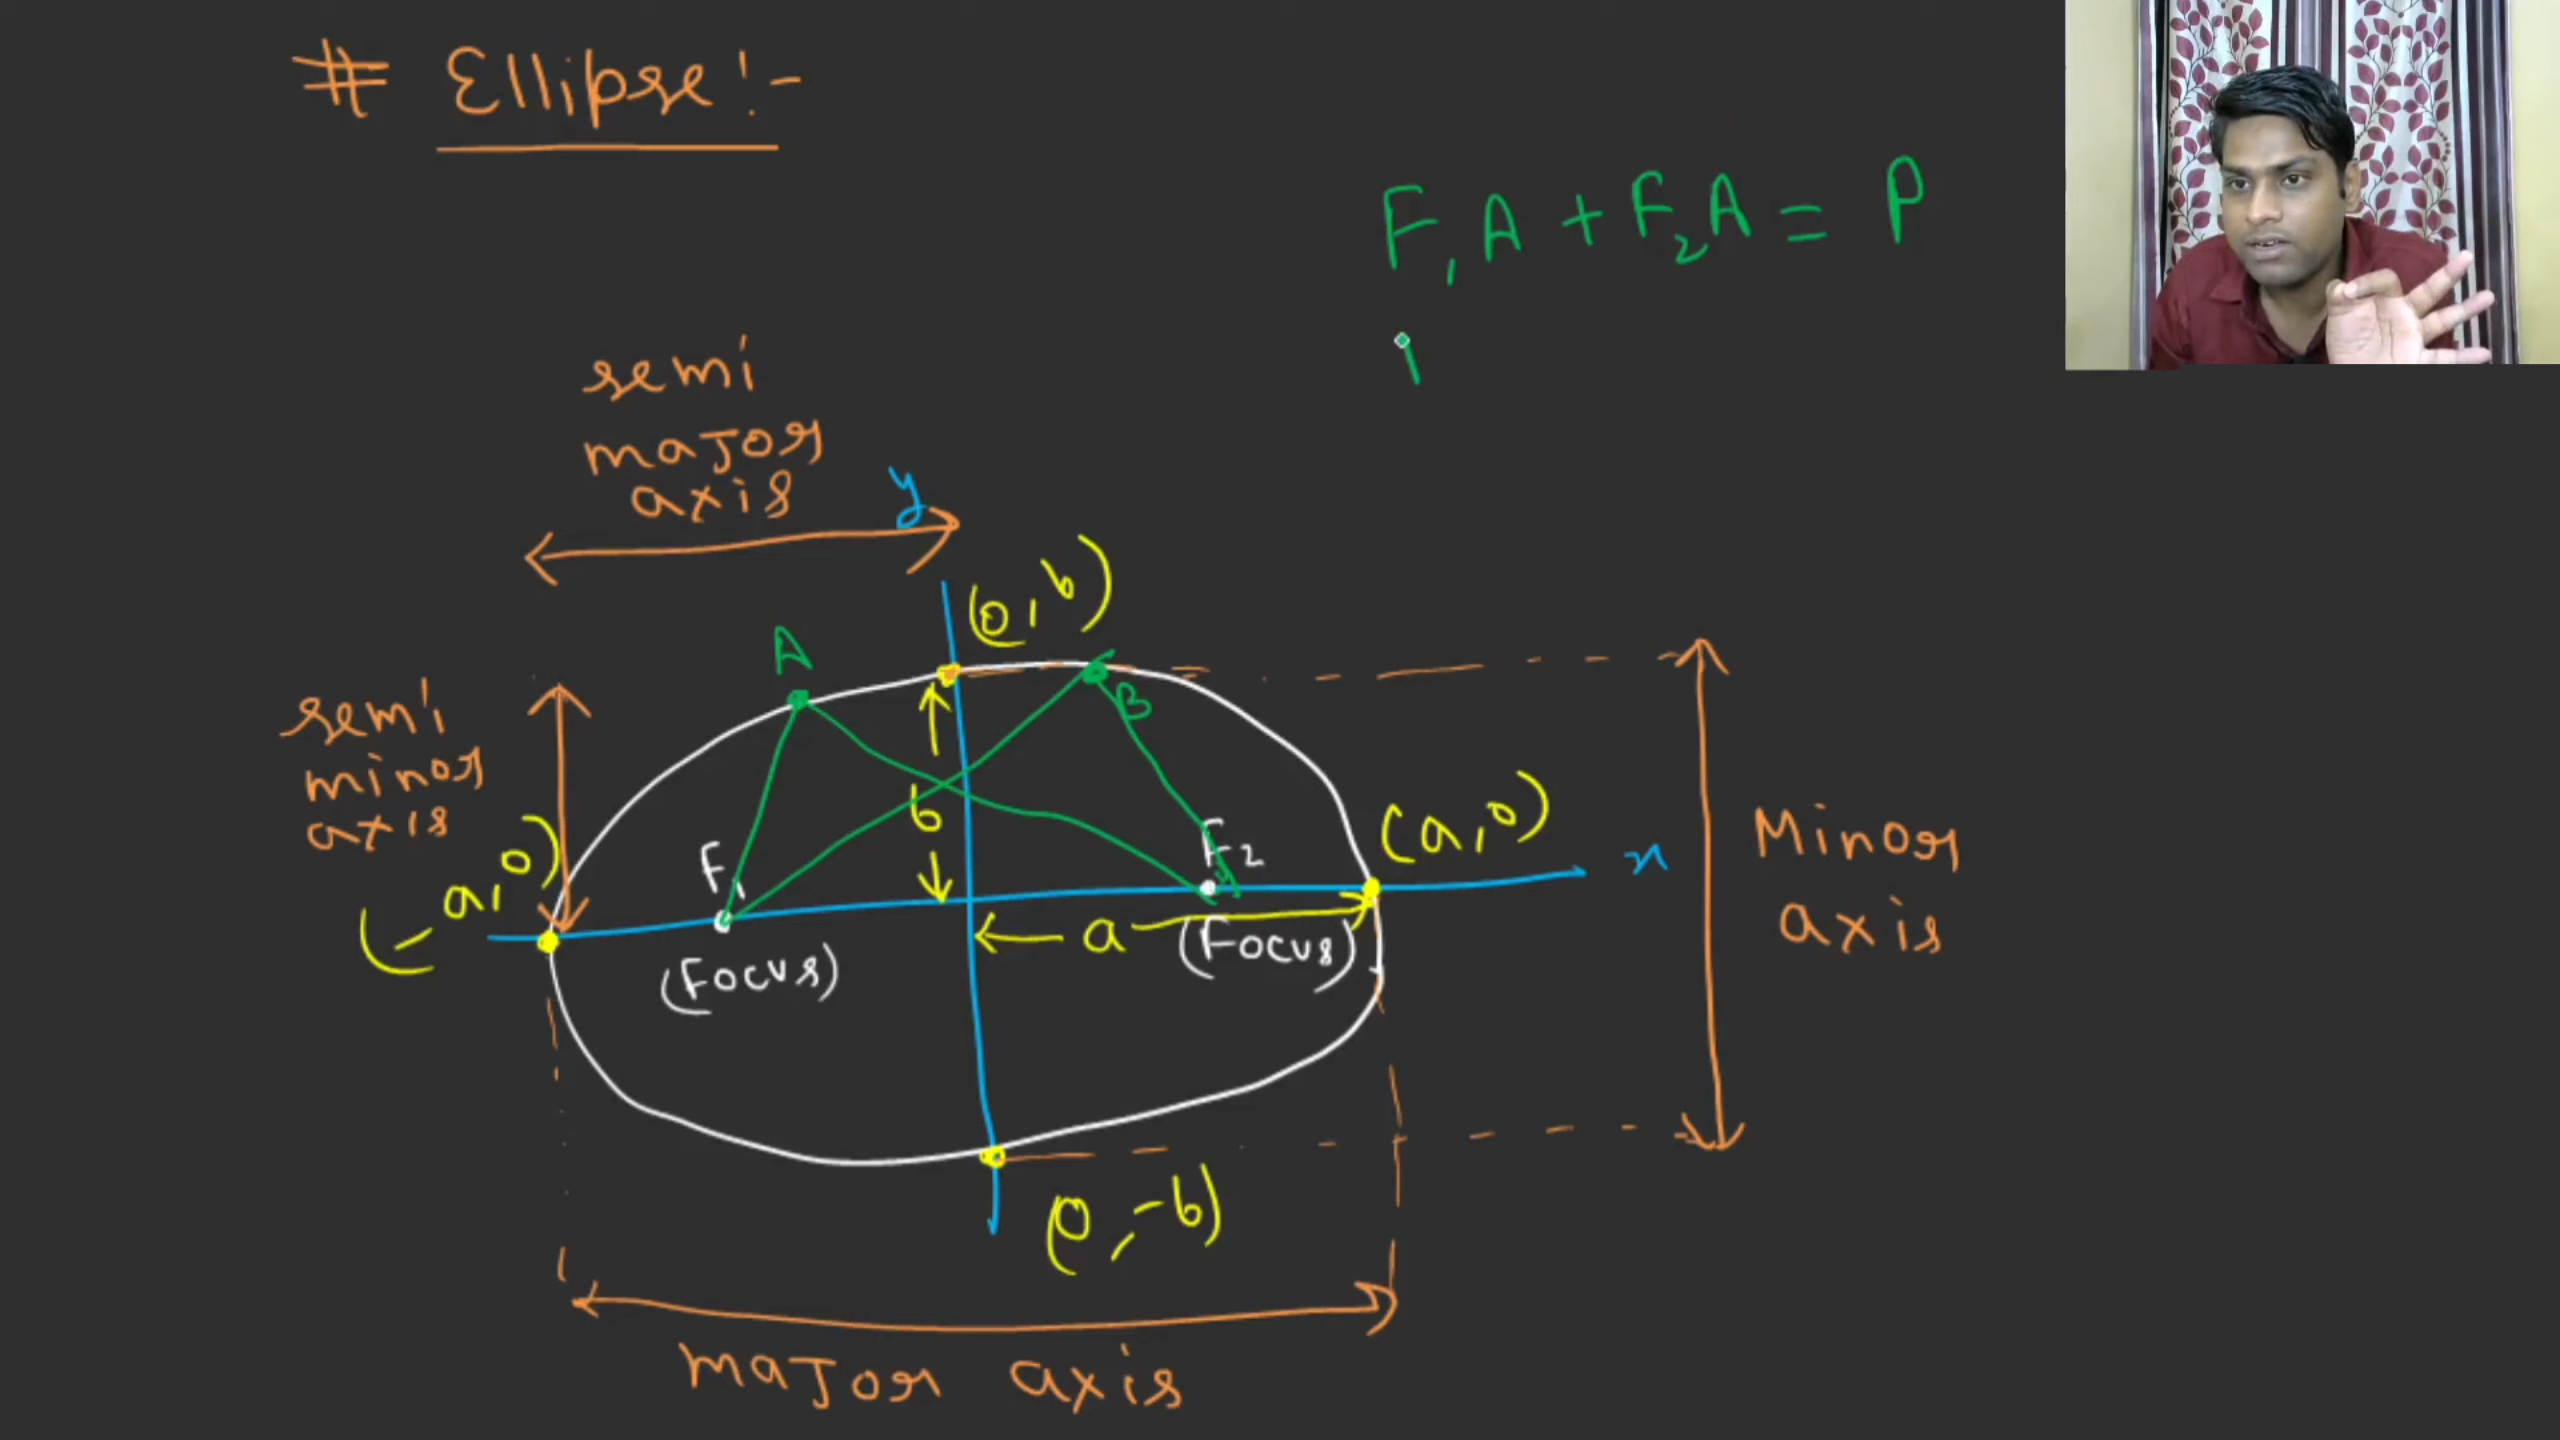 # Ellipse :-
F₁A + F₂A = P
semi
major
axis
y
(0, b)
A
B
semi
minor
axis
b
(a, 0)
Minor
axis
x
F₁
F₂
(-a, 0)
a
(Focus)
(Focus)
(0, -b)
major axis